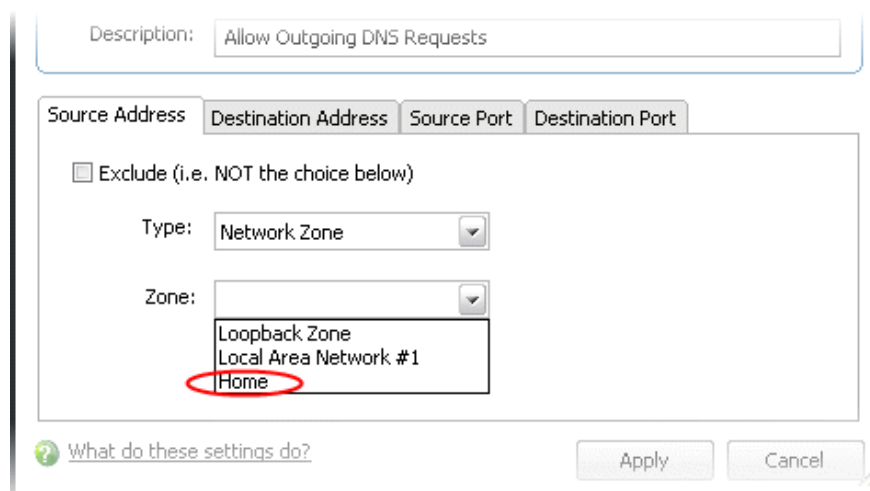 Description: Allow Outgoing DNS Requests
Source Address Destination Address Source Port Destination Port
Exclude (i.e. NOT the choice below)
Type: Network Zone
Zone:
Loopback Zone
Local Area Network #1
Home
What do these settings do? Apply Cancel